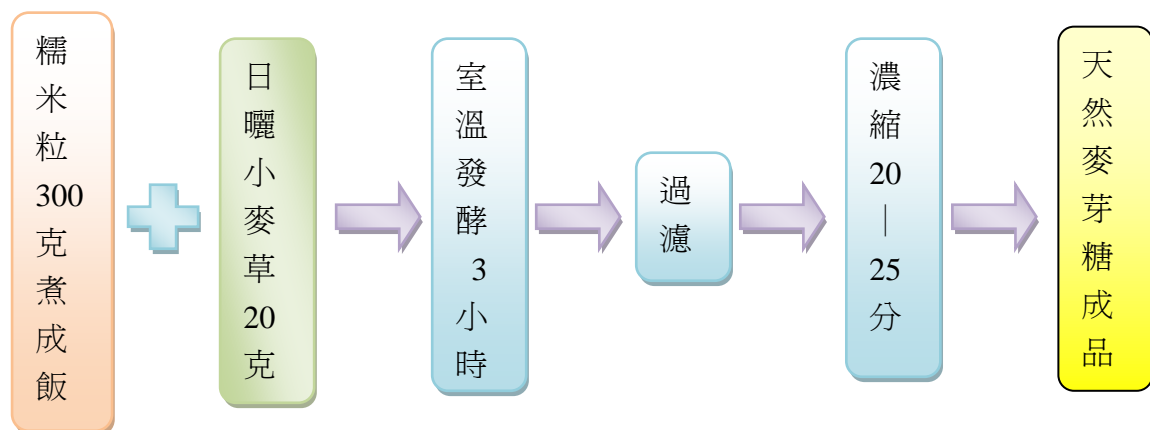 糯米粒300克煮成飯
日曬小麥草20克
室溫發酵 3小時
過濾
濃縮20—25分
天然麥芽糖成品